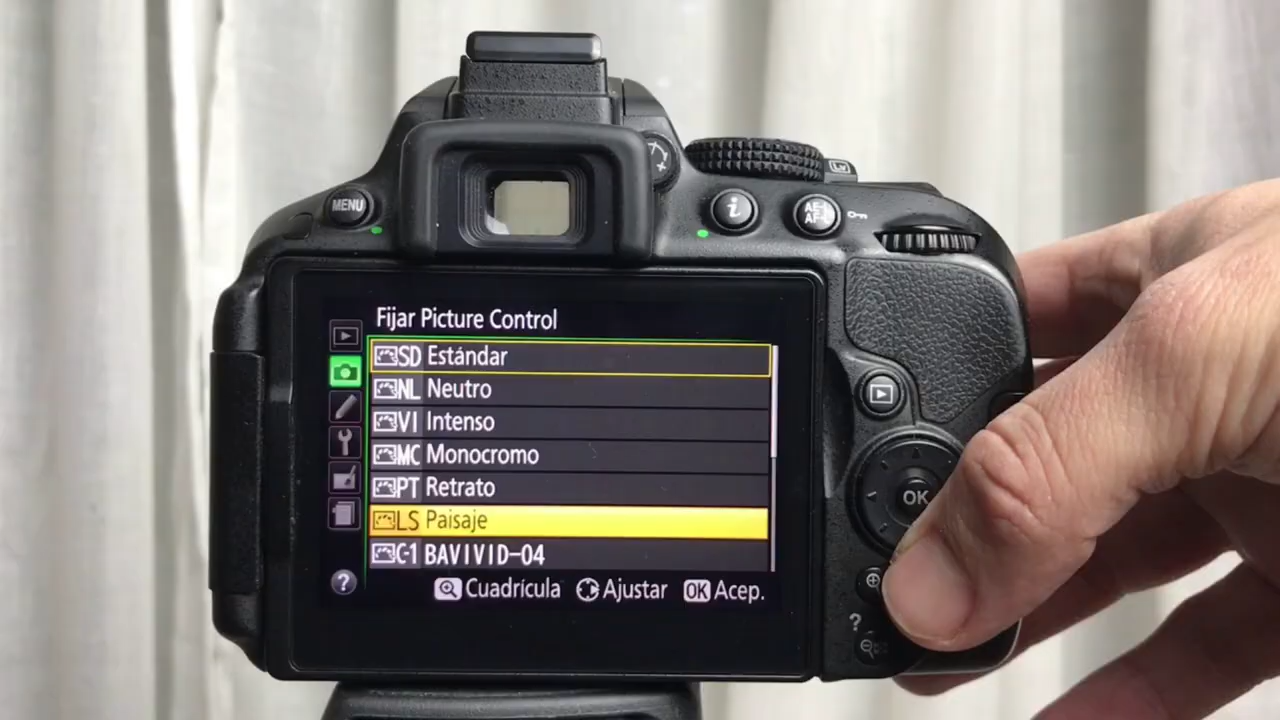 Lv
MENU
i
AE-L
AF-L
Fijar Picture Control
SD Estándar
NL Neutro
VI Intenso
MC Monocromo
PT Retrato
LS Paisaje
C-1 BAVIVID-04
? Cuadrícula Ajustar OK Acep.
OK
?